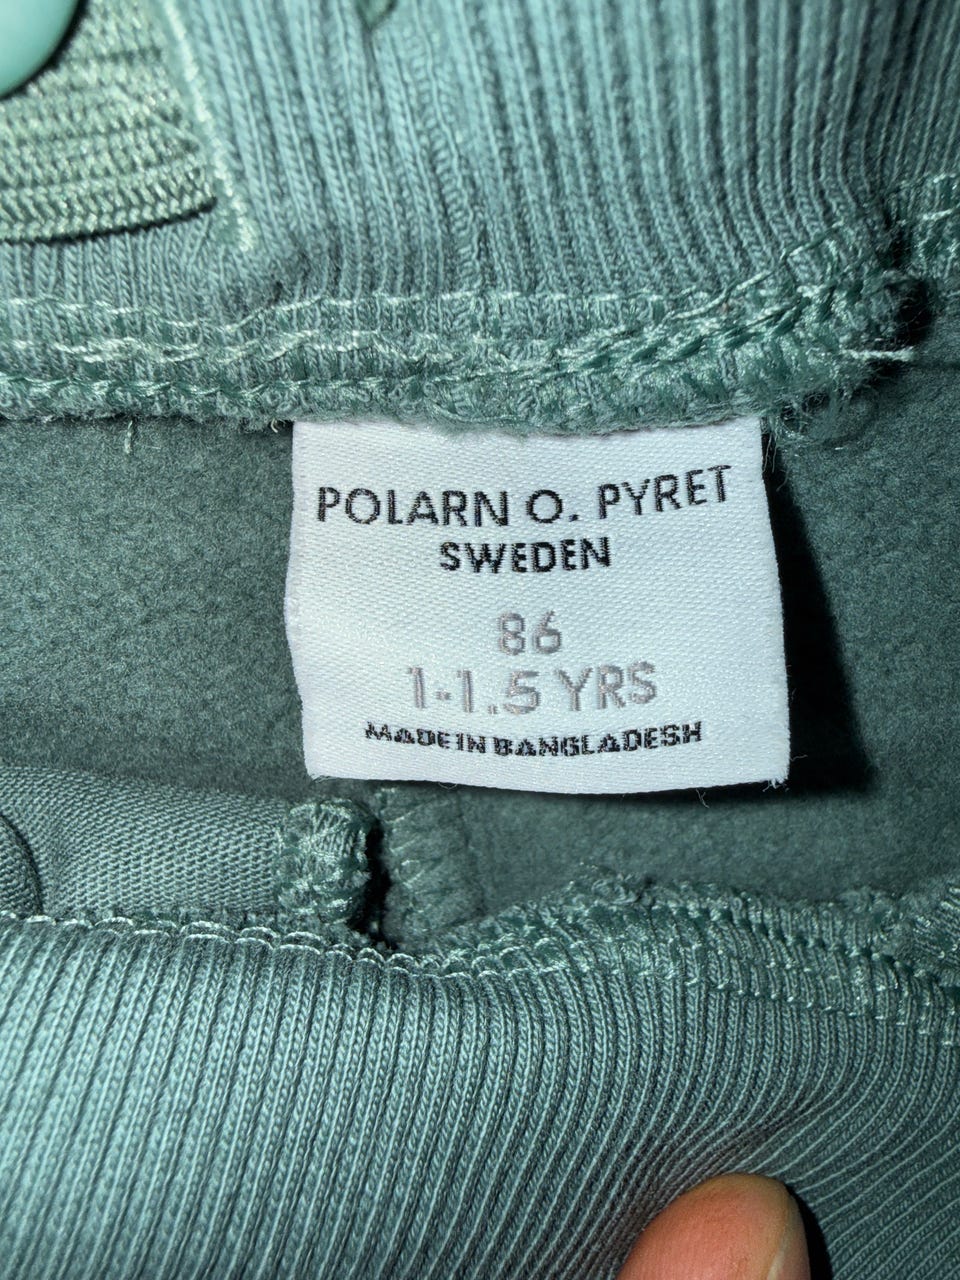 POLARN O. PYRET
SWEDEN
86
1-1.5 YRS
MADE IN BANGLADESH